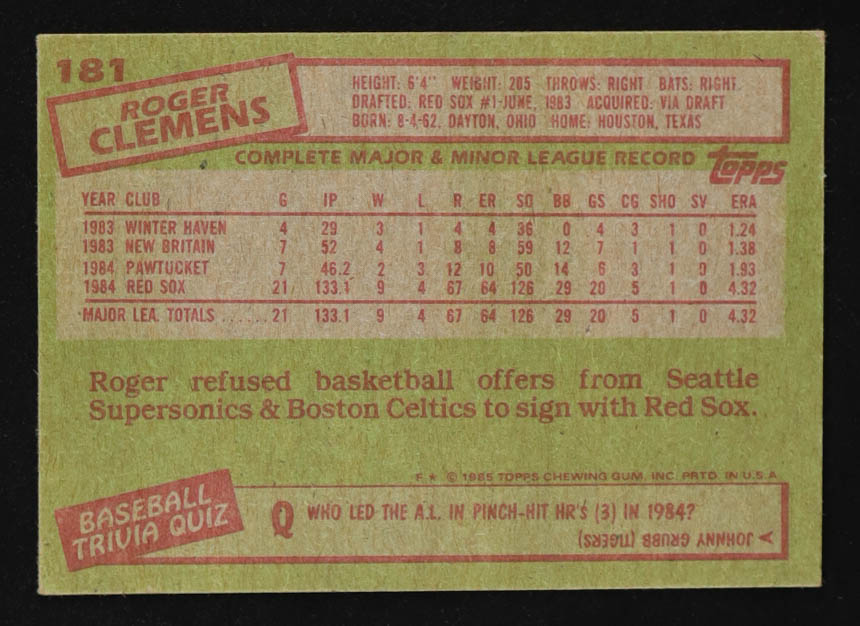 181
ROGER
CLEMENS
HEIGHT: 6'4" WEIGHT: 205 THROWS: RIGHT BATS: RIGHT
DRAFTED: RED SOX #1-JUNE, 1983 ACQUIRED: VIA DRAFT
BORN: 8-4-62, DAYTON, OHIO HOME: HOUSTON, TEXAS
COMPLETE MAJOR & MINOR LEAGUE RECORD topps
YEAR CLUB G IP W L R ER SO BB GS CG SHO SV ERA
1983 WINTER HAVEN 4 29 3 1 4 4 36 0 4 3 1 0 1.24
1983 NEW BRITAIN 7 52 4 1 8 8 59 12 7 1 1 0 1.38
1984 PAWTUCKET 7 46.2 2 3 12 10 50 14 6 3 1 0 1.93
1984 RED SOX 21 133.1 9 4 67 64 126 29 20 5 1 0 4.32
MAJOR LEA. TOTALS ...... 21 133.1 9 4 67 64 126 29 20 5 1 0 4.32
Roger refused basketball offers from Seattle
Supersonics & Boston Celtics to sign with Red Sox.
F * © 1985 TOPPS CHEWING GUM, INC. PRTD. IN U.S.A.
BASEBALL
TRIVIA QUIZ
Q WHO LED THE A.L. IN PINCH-HIT HR'S (3) IN 1984?
A JOHNNY GRUBB (TIGERS)